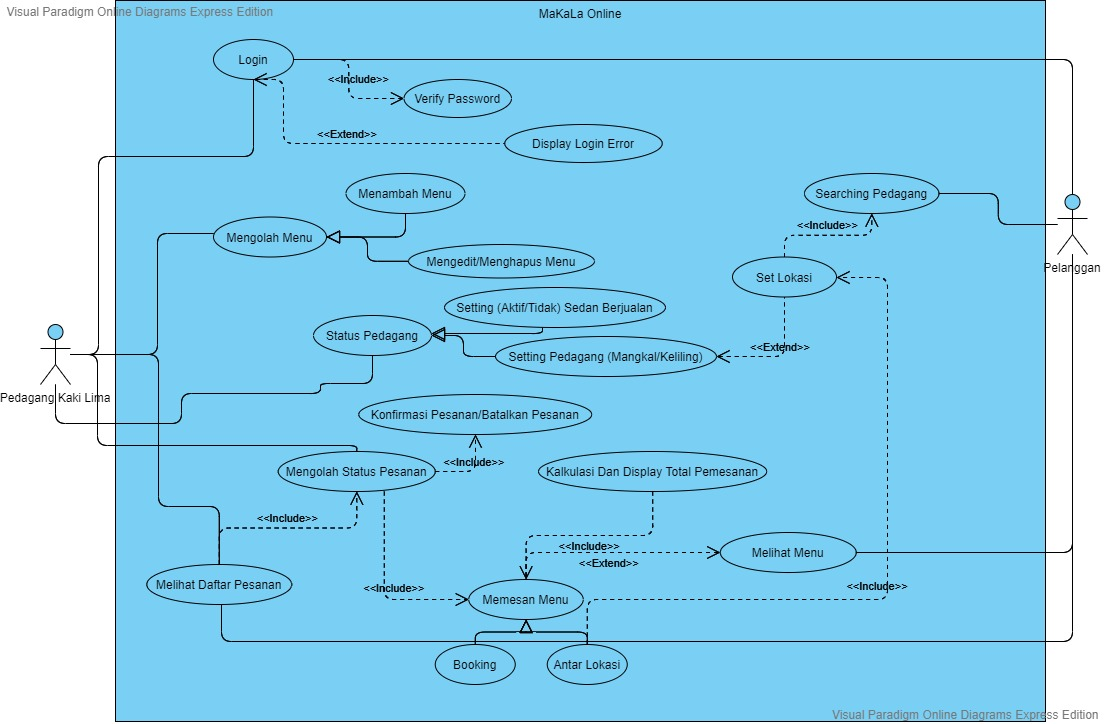 Visual Paradigm Online Diagrams Express Edition
MaKaLa Online
Login
<<Include>>
Verify Password
<<Extend>>
Display Login Error
Menambah Menu
Searching Pedagang
<<Include>>
Mengolah Menu
Pelanggan
Mengedit/Menghapus Menu
Set Lokasi
Setting (Aktif/Tidak) Sedan Berjualan
Status Pedagang
<<Extend>>
Setting Pedagang (Mangkal/Keliling)
Pedagang Kaki Lima
Konfirmasi Pesanan/Batalkan Pesanan
<<Include>>
Mengolah Status Pesanan
Kalkulasi Dan Display Total Pemesanan
<<Include>>
<<Include>>
Melihat Menu
<<Extend>>
Melihat Daftar Pesanan
<<Include>>
<<Include>>
Memesan Menu
Booking
Antar Lokasi
Visual Paradigm Online Diagrams Express Edition